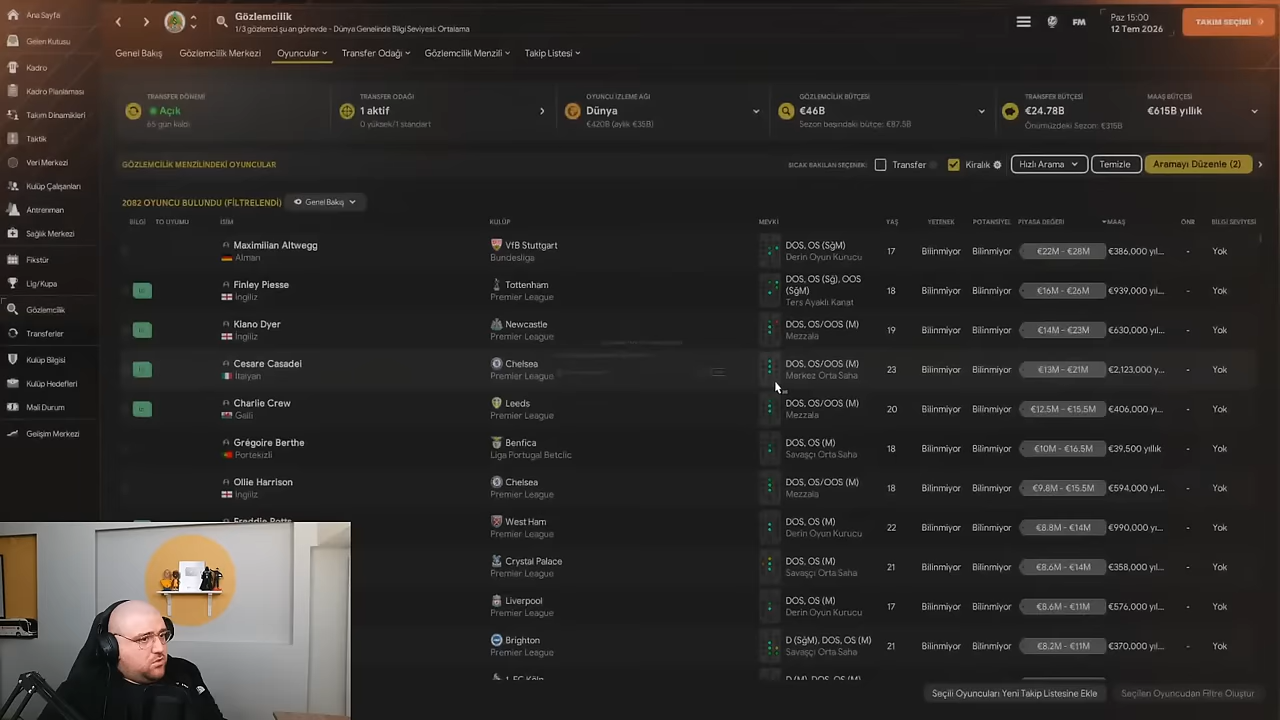 Ana Sayfa
Gelen Kutusu
Kadro
Kadro Planlaması
Takım Dinamikleri
Taktik
Veri Merkezi
Kulüp Çalışanları
Antrenman
Sağlık Merkezi
Fikstür
Lig/Kupa
Gözlemcilik
Transferler
Kulüp Bilgisi
Kulüp Hedefleri
Mali Durum
Gelişim Merkezi
Gözlemcilik
1/3 gözlemci şu an görevde - Dünya Genelinde Bilgi Seviyesi: Ortalama
FM
Paz 15:00
12 Tem 2026
TAKIM SEÇİMİ
Genel Bakış
Gözlemcilik Merkezi
Oyuncular
Transfer Odağı
Gözlemcilik Menzili
Takip Listesi
TRANSFER DÖNEMİ
Açık
65 gün kaldı
TRANSFER ODAĞI
1 aktif
0 yüksek/1 standart
OYUNCU İZLEME AĞI
Dünya
€420B (aylık €35B)
GÖZLEMCİLİK BÜTÇESİ
€46B
Sezon başındaki bütçe: €87.5B
TRANSFER BÜTÇESİ
€24.78B
Önümüzdeki Sezon: €315B
MAAŞ BÜTÇESİ
€615B yıllık
GÖZLEMCİLİK MENZİLİNDEKİ OYUNCULAR
SICAK BAKILAN SEÇENEK:
Transfer
Kiralık
Hızlı Arama
Temizle
Aramayı Düzenle (2)
2082 OYUNCU BULUNDU (FİLTRELENDİ)
Genel Bakış
BİLGİ TO UYUMU İSİM KULÜP MEVKİ YAŞ YETENEK POTANSİYEL PİYASA DEĞERİ MAAŞ ÖNR BİLGİ SEVİYESİ
Maximilian Altwegg VfB Stuttgart DOS, OS (SğM) 17 Bilinmiyor Bilinmiyor €22M - €28M €386,000 yıl... - Yok
Alman Bundesliga Derin Oyun Kurucu
Finley Piesse Tottenham DOS, OS (Sğ), OOS (SğM) 18 Bilinmiyor Bilinmiyor €16M - €26M €939,000 yı... - Yok
İngiliz Premier League Ters Ayaklı Kanat
Kiano Dyer Newcastle DOS, OS/OOS (M) 19 Bilinmiyor Bilinmiyor €14M - €23M €630,000 yı... - Yok
İngiliz Premier League Mezzala
Cesare Casadei Chelsea DOS, OS/OOS (M) 23 Bilinmiyor Bilinmiyor €13M - €21M €2,123,000 y... - Yok
İtalyan Premier League Merkez Orta Saha
Charlie Crew Leeds DOS, OS/OOS (M) 20 Bilinmiyor Bilinmiyor €12,5M - €15,5M €406,000 yı... - Yok
Galli Premier League Mezzala
Grégoire Berthe Benfica DOS, OS (M) 18 Bilinmiyor Bilinmiyor €10M - €16,5M €39,500 yıllık - Yok
Portekizli Liga Portugal Betclic Savaşçı Orta Saha
Ollie Harrison Chelsea DOS, OS/OOS (M) 18 Bilinmiyor Bilinmiyor €9.8M - €15.5M €594,000 yı... - Yok
İngiliz Premier League Mezzala
Freddie Potts West Ham DOS, OS (M) 22 Bilinmiyor Bilinmiyor €8.8M - €14M €990,000 yı... - Yok
Premier League Derin Oyun Kurucu
Crystal Palace DOS, OS (M) 21 Bilinmiyor Bilinmiyor €8.6M - €14M €358,000 yıl... - Yok
Premier League Savaşçı Orta Saha
Liverpool DOS, OS (M) 17 Bilinmiyor Bilinmiyor €8.6M - €11M €576,000 yıl... - Yok
Premier League Derin Oyun Kurucu
Brighton D (SğM), DOS, OS (M) 21 Bilinmiyor Bilinmiyor €8.2M - €11M €370,000 yıl... - Yok
Premier League Savaşçı Orta Saha
1. FC Köln D (M), DOS, OS (M)
Seçili Oyuncuları Yeni Takip Listesine Ekle
Seçilen Oyuncudan Filtre Oluştur